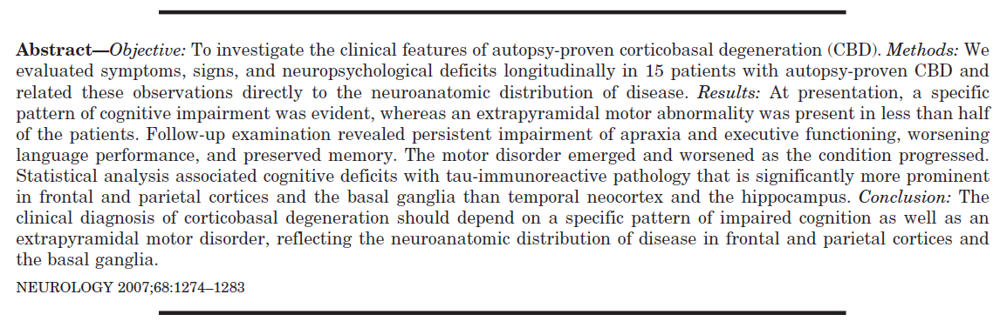 Abstract—Objective: To investigate the clinical features of autopsy-proven corticobasal degeneration (CBD). Methods: We
evaluated symptoms, signs, and neuropsychological deficits longitudinally in 15 patients with autopsy-proven CBD and
related these observations directly to the neuroanatomic distribution of disease. Results: At presentation, a specific
pattern of cognitive impairment was evident, whereas an extrapyramidal motor abnormality was present in less than half
of the patients. Follow-up examination revealed persistent impairment of apraxia and executive functioning, worsening
language performance, and preserved memory. The motor disorder emerged and worsened as the condition progressed.
Statistical analysis associated cognitive deficits with tau-immunoreactive pathology that is significantly more prominent
in frontal and parietal cortices and the basal ganglia than temporal neocortex and the hippocampus. Conclusion: The
clinical diagnosis of corticobasal degeneration should depend on a specific pattern of impaired cognition as well as an
extrapyramidal motor disorder, reflecting the neuroanatomic distribution of disease in frontal and parietal cortices and
the basal ganglia.
NEUROLOGY 2007;68:1274–1283